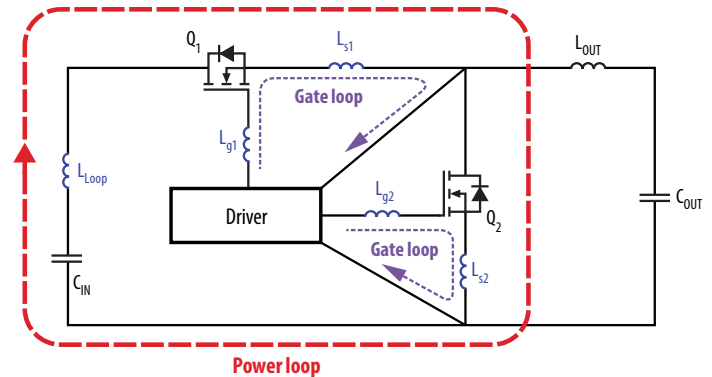 Q1
Ls1
LOUT
Gate loop
Lg1
LLoop
Lg2
Driver
Q2
COUT
Gate loop
Ls2
CIN
Power loop